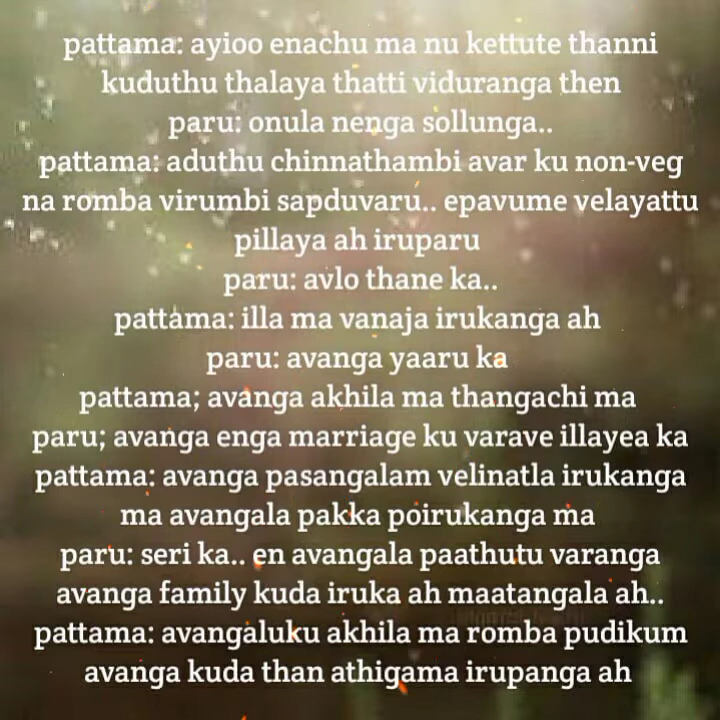 pattama: ayioo enachu ma nu kettute thanni
kuduthu thalaya thatti viduranga then
paru: onula nenga sollunga..
pattama: aduthu chinnathambi avar ku non-veg
na romba virumbi sapduvaru.. epavume velayattu
pillaya ah iruparu
paru: avlo thane ka..
pattama: illa ma vanaja irukanga ah
paru: avanga yaaru ka
pattama; avanga akhila ma thangachi ma
paru; avanga enga marriage ku varave illayea ka
pattama: avanga pasangalam velinatla irukanga
ma avangala pakka poirukanga ma
paru: seri ka.. en avangala paathutu varanga
avanga family kuda iruka ah maatangala ah..
pattama: avangaluku akhila ma romba pudikum
avanga kuda than athigama irupanga ah